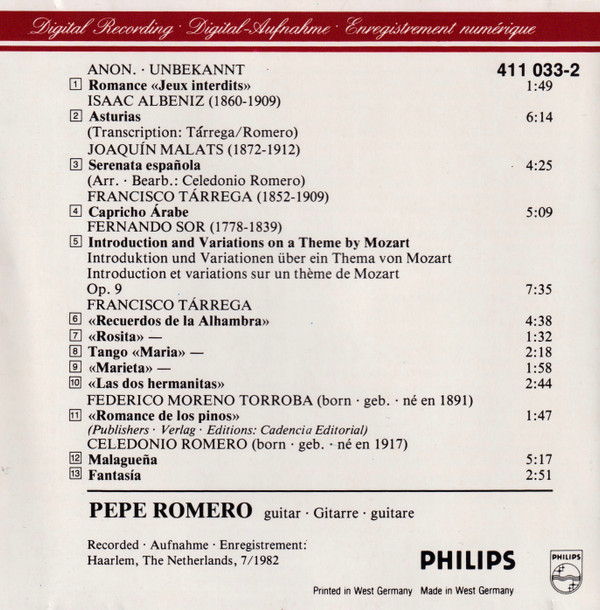 Digital Recording · Digital-Aufnahme · Enregistrement numérique
ANON. · UNBEKANNT 411 033-2
1 Romance «Jeux interdits» 1:49
ISAAC ALBENIZ (1860-1909)
2 Asturias 6:14
(Transcription: Tárrega/Romero)
JOAQUÍN MALATS (1872-1912)
3 Serenata española 4:25
(Arr. · Bearb.: Celedonio Romero)
FRANCISCO TÁRREGA (1852-1909)
4 Capricho Árabe 5:09
FERNANDO SOR (1778-1839)
5 Introduction and Variations on a Theme by Mozart
Introduktion und Variationen über ein Thema von Mozart
Introduction et variations sur un thème de Mozart
Op. 9 7:35
FRANCISCO TÁRREGA
6 «Recuerdos de la Alhambra» 4:38
7 «Rosita» — 1:32
8 Tango «Maria» — 2:18
9 «Marieta» — 1:58
10 «Las dos hermanitas» 2:44
FEDERICO MORENO TORROBA (born · geb. · né en 1891)
11 «Romance de los pinos» 1:47
(Publishers · Verlag · Editions: Cadencia Editorial)
CELEDONIO ROMERO (born · geb. · né en 1917)
12 Malagueña 5:17
13 Fantasía 2:51
PEPE ROMERO guitar · Gitarre · guitare
Recorded · Aufnahme · Enregistrement:
Haarlem, The Netherlands, 7/1982
PHILIPS
PHILIPS
Printed in West Germany Made in West Germany